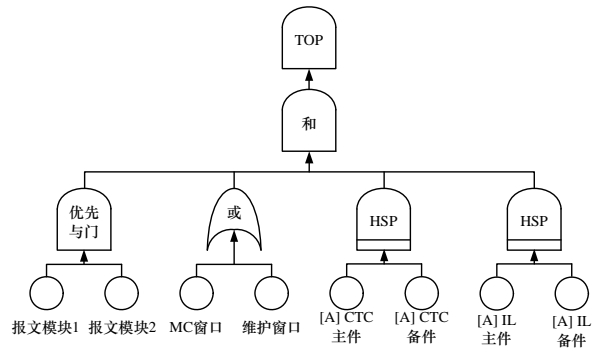 TOP
和
优先
与门
或
HSP
HSP
报文模块1
报文模块2
MC窗口
维护窗口
[A] CTC
主件
[A] CTC
备件
[A] IL
主件
[A] IL
备件